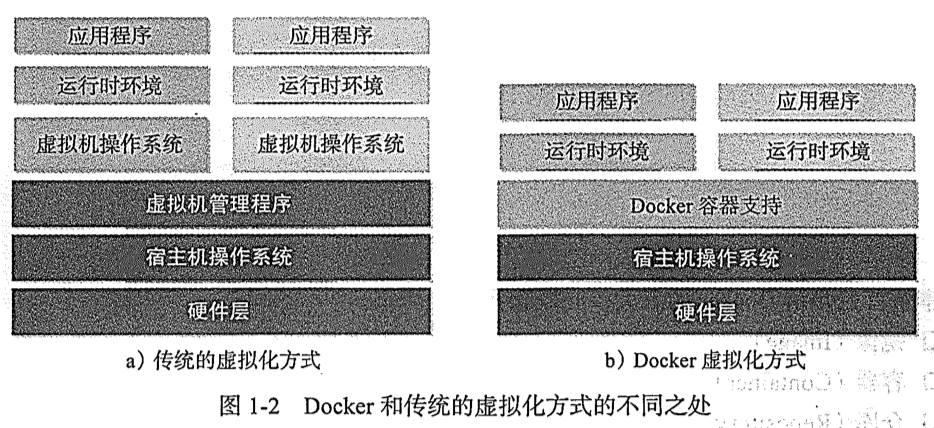 应用程序
应用程序
运行时环境
运行时环境
虚拟机操作系统
虚拟机操作系统
虚拟机管理程序
宿主机操作系统
硬件层
a）传统的虚拟化方式
应用程序
应用程序
运行时环境
运行时环境
Docker 容器支持
宿主机操作系统
硬件层
b）Docker 虚拟化方式
图 1-2 Docker 和传统的虚拟化方式的不同之处